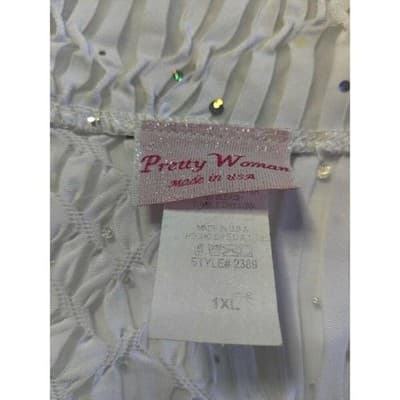 Pretty Woman
Made in USA
MADE IN U.S.A
STYLE# 2389
1XL